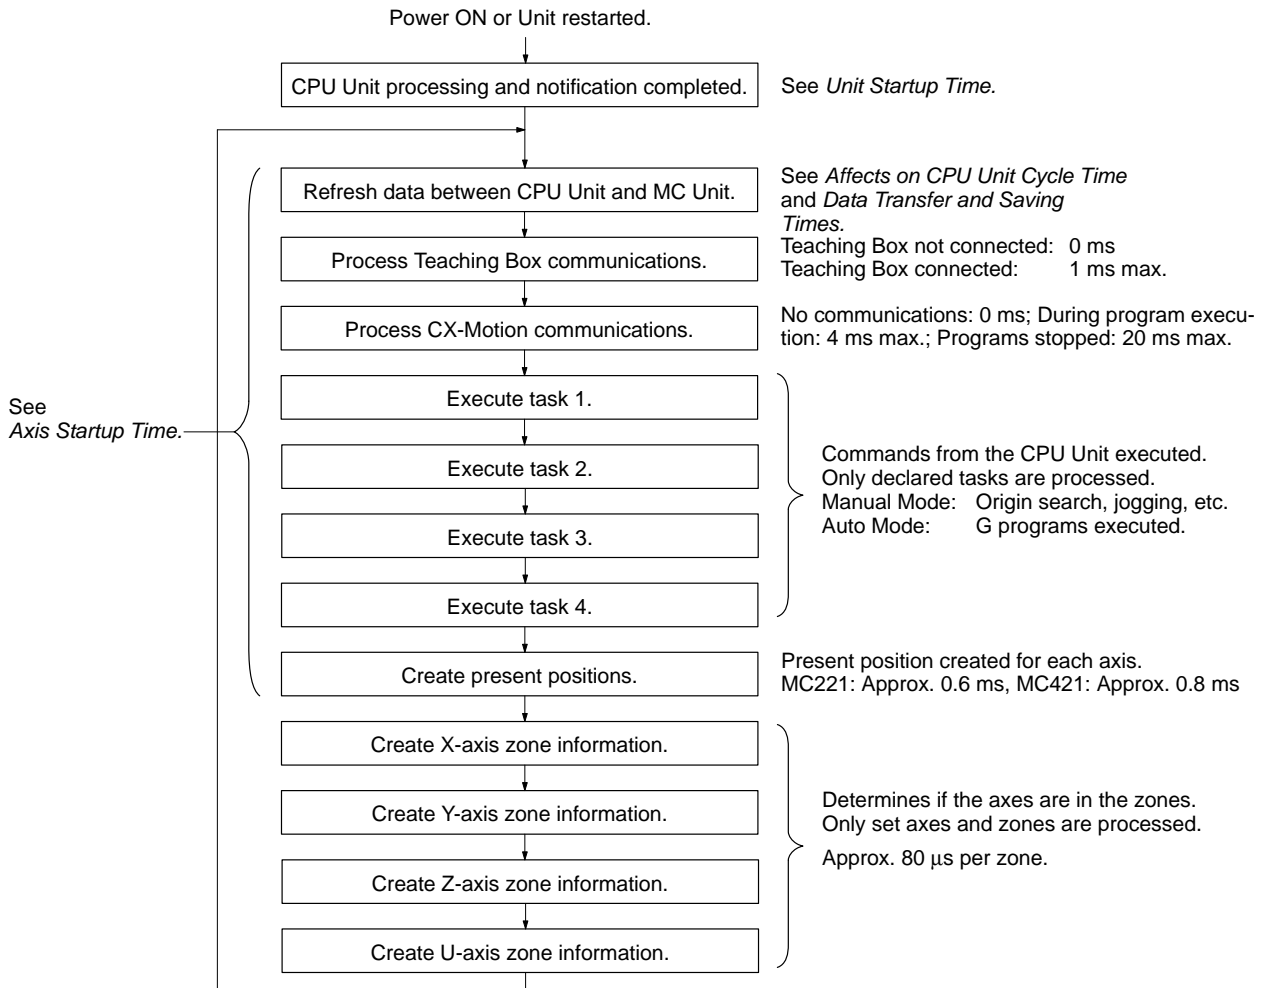 Power ON or Unit restarted.
CPU Unit processing and notification completed.
See Unit Startup Time.
Refresh data between CPU Unit and MC Unit.
See Affects on CPU Unit Cycle Time
and Data Transfer and Saving
Times.
Process Teaching Box communications.
Teaching Box not connected: 0 ms
Teaching Box connected: 1 ms max.
Process CX-Motion communications.
No communications: 0 ms; During program execu-
tion: 4 ms max.; Programs stopped: 20 ms max.
See
Axis Startup Time.
Execute task 1.
Execute task 2.
Execute task 3.
Execute task 4.
Commands from the CPU Unit executed.
Only declared tasks are processed.
Manual Mode: Origin search, jogging, etc.
Auto Mode: G programs executed.
Create present positions.
Present position created for each axis.
MC221: Approx. 0.6 ms, MC421: Approx. 0.8 ms
Create X-axis zone information.
Create Y-axis zone information.
Create Z-axis zone information.
Create U-axis zone information.
Determines if the axes are in the zones.
Only set axes and zones are processed.
Approx. 80 μs per zone.